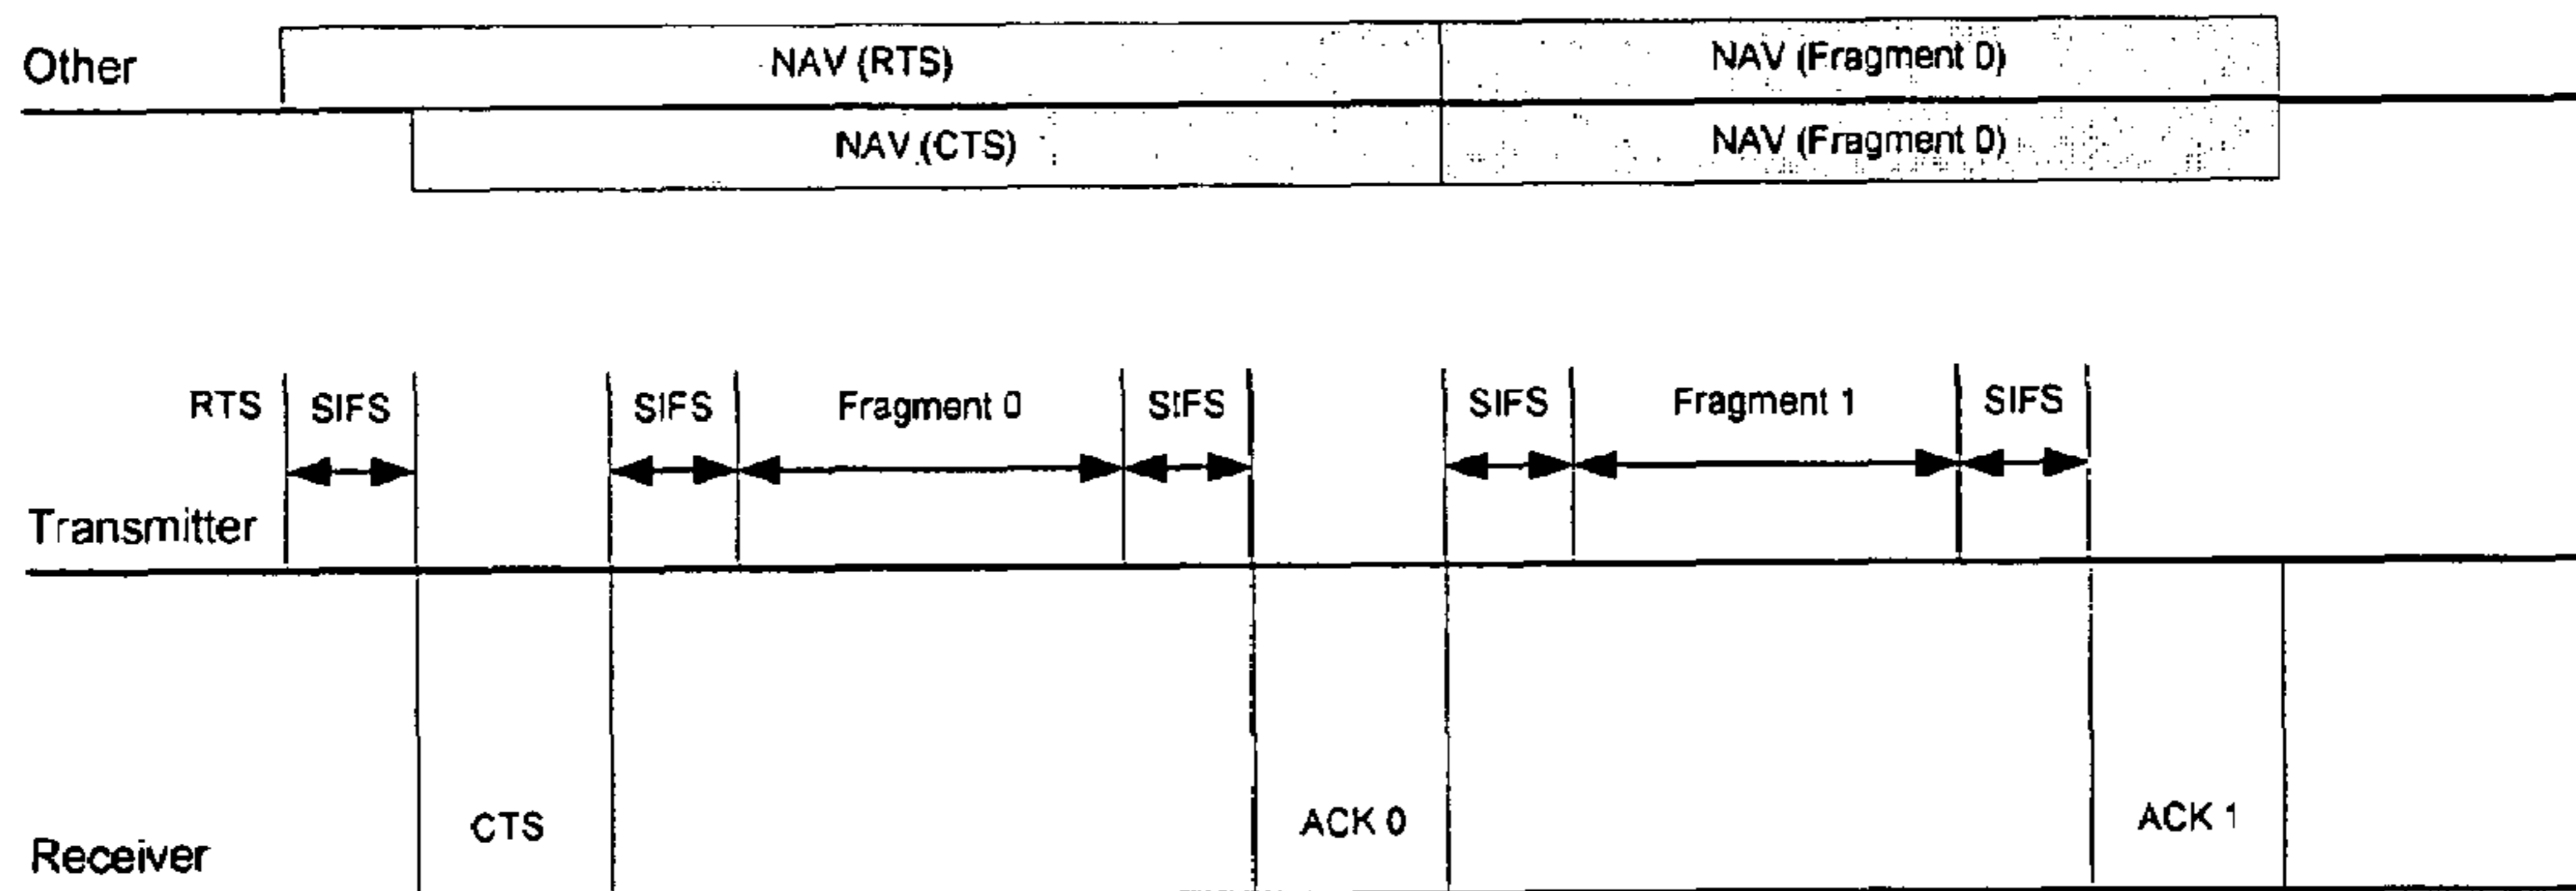 Other
NAV (RTS) NAV (Fragment 0)
NAV (CTS) NAV (Fragment 0)
RTS SIFS SIFS Fragment 0 SIFS SIFS Fragment 1 SIFS
Transmitter
CTS ACK 0 ACK 1
Receiver